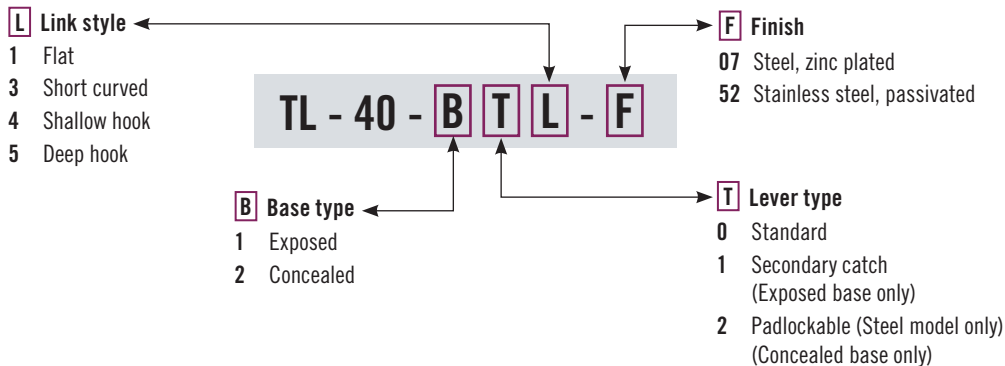 L Link style
1 Flat
3 Short curved
4 Shallow hook
5 Deep hook
F Finish
07 Steel, zinc plated
52 Stainless steel, passivated
TL - 40 - B T L - F
B Base type
1 Exposed
2 Concealed
T Lever type
0 Standard
1 Secondary catch
(Exposed base only)
2 Padlockable (Steel model only)
(Concealed base only)